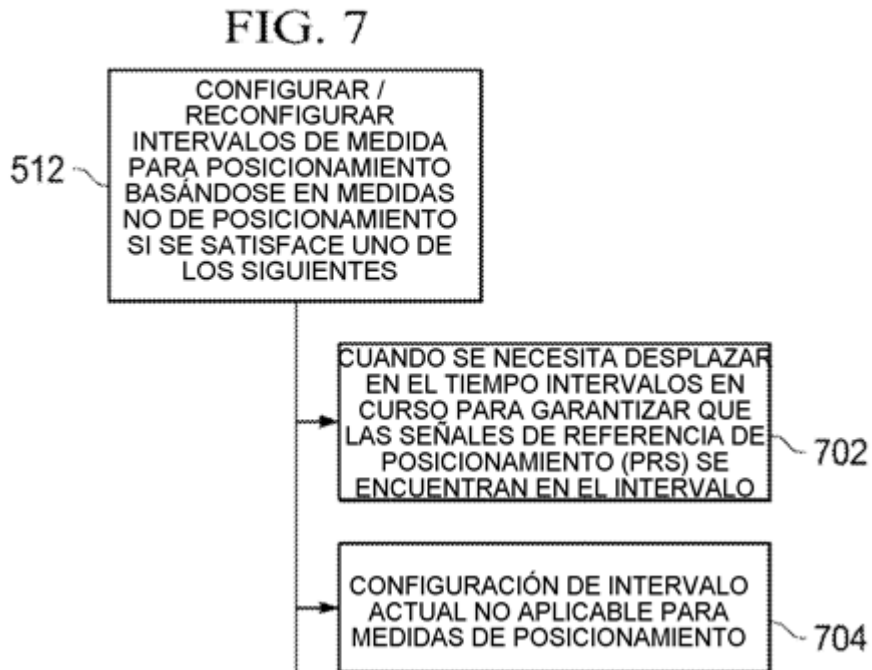 FIG. 7
CONFIGURAR /
RECONFIGURAR
INTERVALOS DE MEDIDA
PARA POSICIONAMIENTO
BASÁNDOSE EN MEDIDAS
NO DE POSICIONAMIENTO
SI SE SATISFACE UNO DE
LOS SIGUIENTES
512
CUANDO SE NECESITA DESPLAZAR
EN EL TIEMPO INTERVALOS EN
CURSO PARA GARANTIZAR QUE
LAS SEÑALES DE REFERENCIA DE
POSICIONAMIENTO (PRS) SE
ENCUENTRAN EN EL INTERVALO
702
CONFIGURACIÓN DE INTERVALO
ACTUAL NO APLICABLE PARA
MEDIDAS DE POSICIONAMIENTO
704